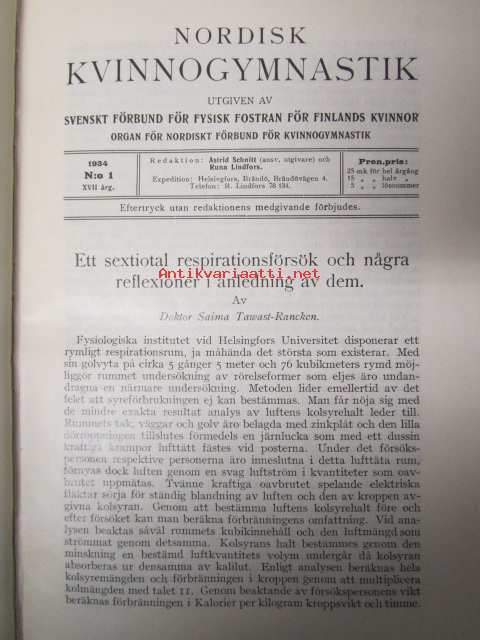 NORDISK
KVINNOGYMNASTIK
UTGIVEN AV
SVENSKT FÖRBUND FÖR FYSISK FOSTRAN FÖR FINLANDS KVINNOR
ORGAN FÖR NORDISKT FÖRBUND FÖR KVINNOGYMNASTIK
1934
N:o 1
XVII årg.
Redaktion: Astrid Schnitt (ansv. utgivare) och
Runa Lindfors.
Expedition: Helsingfors, Brändö, Brändövägen 4.
Telefon: R. Lindfors 78 134.
Pren.pris:
25 mk för hel årgång
15 „ „ halv „
5 „ „ lösnummer
Eftertryck utan redaktionens medgivande förbjudes.
Ett sextiotal respirationsförsök och några
reflexioner i anledning av dem.
Antikvariaatti.net
Av
Doktor Saima Tawast-Rancken.
Fysiologiska institutet vid Helsingfors Universitet disponerar ett
rymligt respirationsrum, ja måhända det största som existerar. Med
sin golvyta på cirka 5 gånger 5 meter och 76 kubikmeters rymd möj-
liggör rummet undersökning av rörelseformer som eljes äro undan-
dragna en närmare undersökning. Metoden lider emellertid av det
felet att syreförbrukningen ej kan bestämmas. Man får nöja sig med
de mindre exakta resultat analys av luftens kolsyrehalt leder till.
Rummets tak, väggar och golv äro belagda med zinkplåt och den lilla
dörröppningen tillslutes förmedels en järnlucka som med ett dussin
kraftiga krampor lufttätt fästes vid posterna. Under det försöks-
personen respektive personerna äro inneslutna i detta lufttäta rum,
förnyas dock luften genom en svag luftström i kvantiteter som oav-
brutet uppmätas. Tvänne kraftiga oavbrutet spelande elektriska
fläktar sörja för ständig blandning av luften och den av kroppen av-
givna kolsyran. Genom att bestämma luftens kolsyrehalt före och
efter försöket kan man beräkna förbränningens omfattning. Vid ana-
lysen beaktas såväl rummets kubikinnehåll och den luftmängd som
strömmat genom detsamma. Kolsyrans halt bestämmes genom den
minskning en bestämd luftkvantitets volym undergår då kolsyran
absorberas ur densamma av kalilut. Enligt analysen beräknas hela
kolsyremängden och förbränningen i kroppen genom att multiplicera
kolmängden med talet 11. Genom beaktande av försökspersonens vikt
beräknas förbränningen i Kalorier per kilogram kroppsvikt och timme.